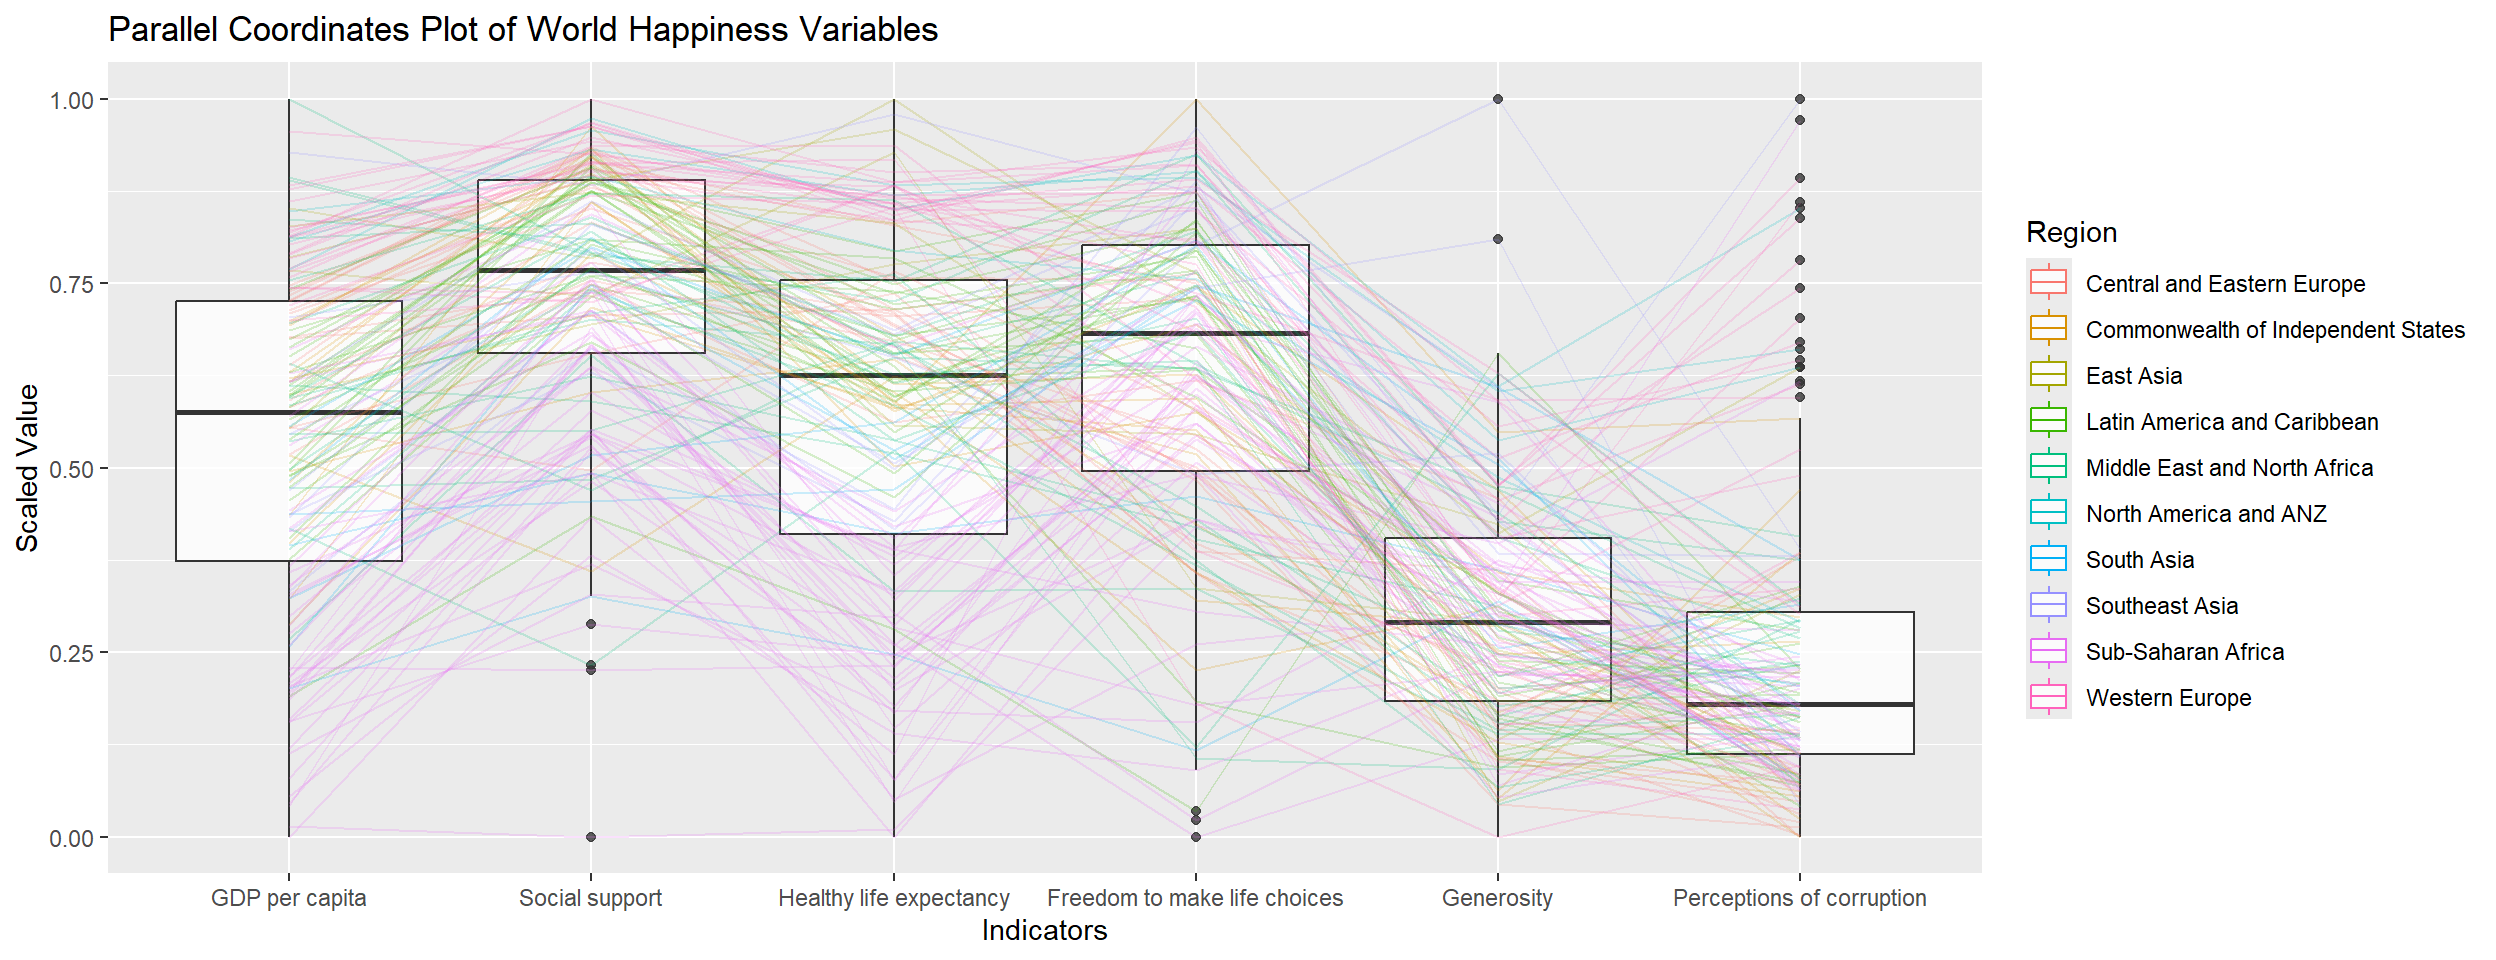 Parallel Coordinates Plot of World Happiness Variables
1.00
0.75
0.50
0.25
0.00
Scaled Value
GDP per capita
Social support
Healthy life expectancy
Freedom to make life choices
Generosity
Perceptions of corruption
Indicators
Region
Central and Eastern Europe
Commonwealth of Independent States
East Asia
Latin America and Caribbean
Middle East and North Africa
North America and ANZ
South Asia
Southeast Asia
Sub-Saharan Africa
Western Europe